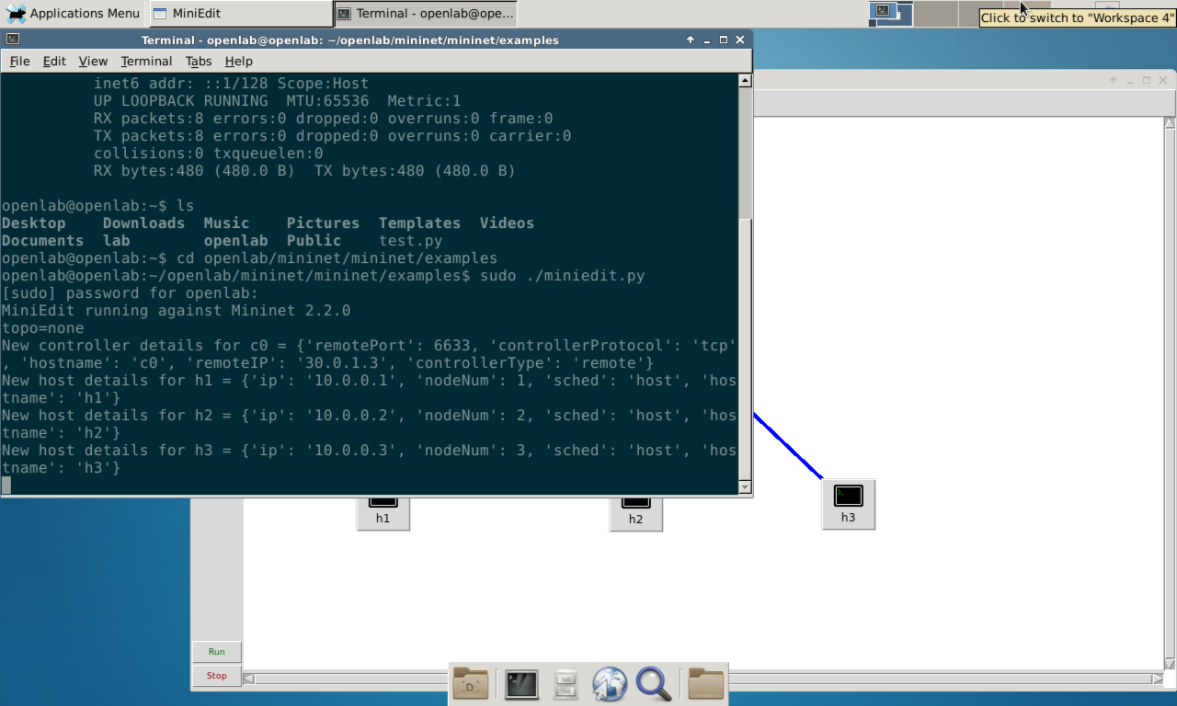 Applications Menu
MiniEdit
Terminal - openlab@ope...
Click to switch to "Workspace 4"
Terminal - openlab@openlab: ~/openlab/mininet/mininet/examples
File Edit View Terminal Tabs Help
inet6 addr: ::1/128 Scope:Host
UP LOOPBACK RUNNING  MTU:65536  Metric:1
RX packets:8 errors:0 dropped:0 overruns:0 frame:0
TX packets:8 errors:0 dropped:0 overruns:0 carrier:0
collisions:0 txqueuelen:0
RX bytes:480 (480.0 B)  TX bytes:480 (480.0 B)
openlab@openlab:~$ ls
Desktop    Downloads  Music    Pictures  Templates  Videos
Documents  lab        openlab  Public    test.py
openlab@openlab:~$ cd openlab/mininet/mininet/examples
openlab@openlab:~/openlab/mininet/mininet/examples$ sudo ./miniedit.py
[sudo] password for openlab:
MiniEdit running against Mininet 2.2.0
topo=none
New controller details for c0 = {'remotePort': 6633, 'controllerProtocol': 'tcp'
, 'hostname': 'c0', 'remoteIP': '30.0.1.3', 'controllerType': 'remote'}
New host details for h1 = {'ip': '10.0.0.1', 'nodeNum': 1, 'sched': 'host', 'hos
tname': 'h1'}
New host details for h2 = {'ip': '10.0.0.2', 'nodeNum': 2, 'sched': 'host', 'hos
tname': 'h2'}
New host details for h3 = {'ip': '10.0.0.3', 'nodeNum': 3, 'sched': 'host', 'hos
tname': 'h3'}
h1
h2
h3
Run
Stop